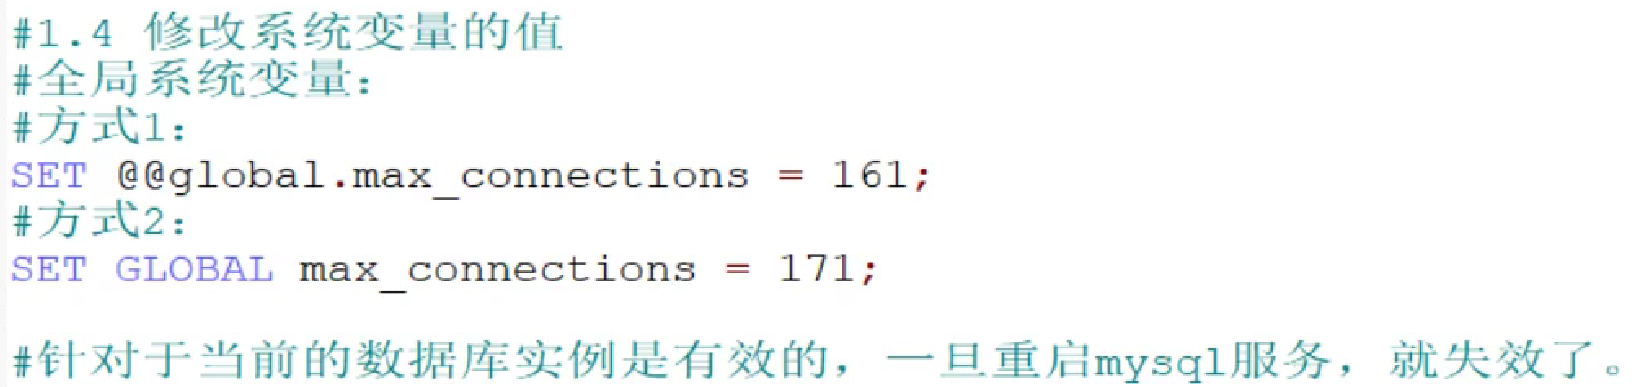 #1.4 修改系统变量的值
#全局系统变量：
#方式1：
SET @@global.max_connections = 161;
#方式2：
SET GLOBAL max_connections = 171;
#针对于当前的数据库实例是有效的，一旦重启mysql服务，就失效了。